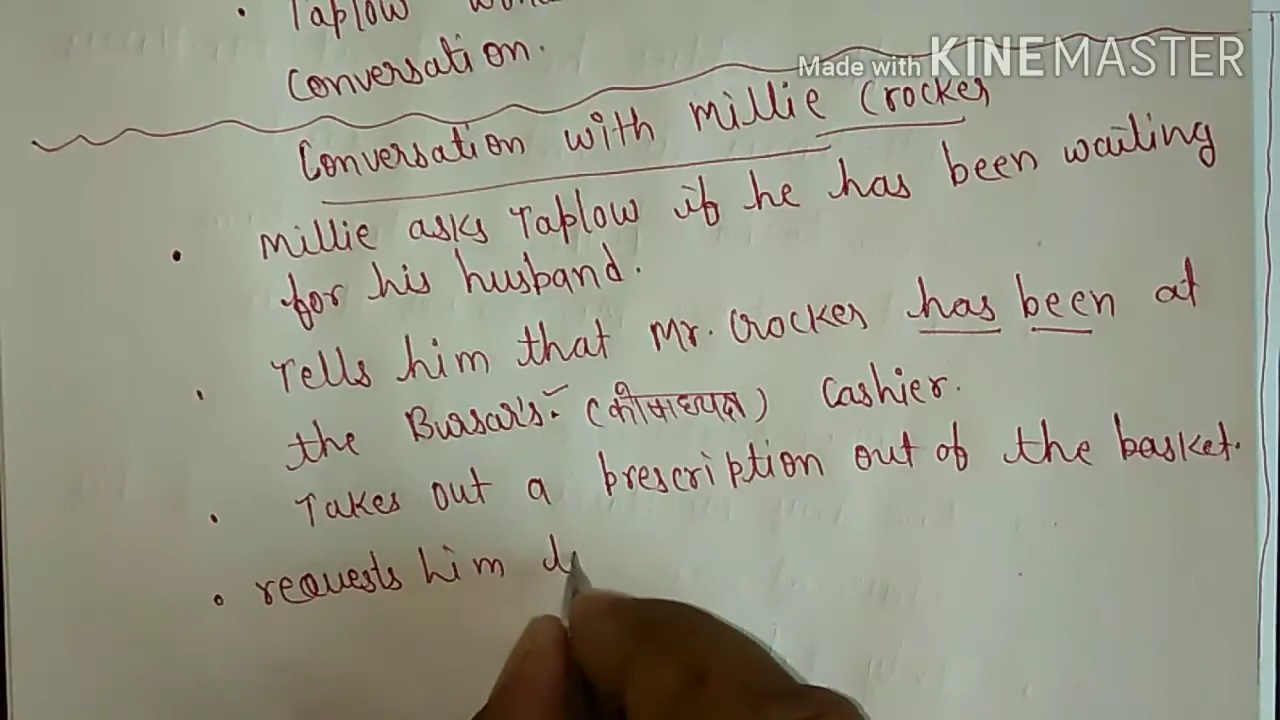 • Taplow
Conversation.
Made with KINEMASTER
Conversation with Millie Crocker
• Millie asks Taplow if he has been waiting
for his husband.
• Tells him that Mr. Crocker has been at
the Bursar's. (कोषाध्यक्ष) Cashier.
• Takes out a prescription out of the basket.
• requests him